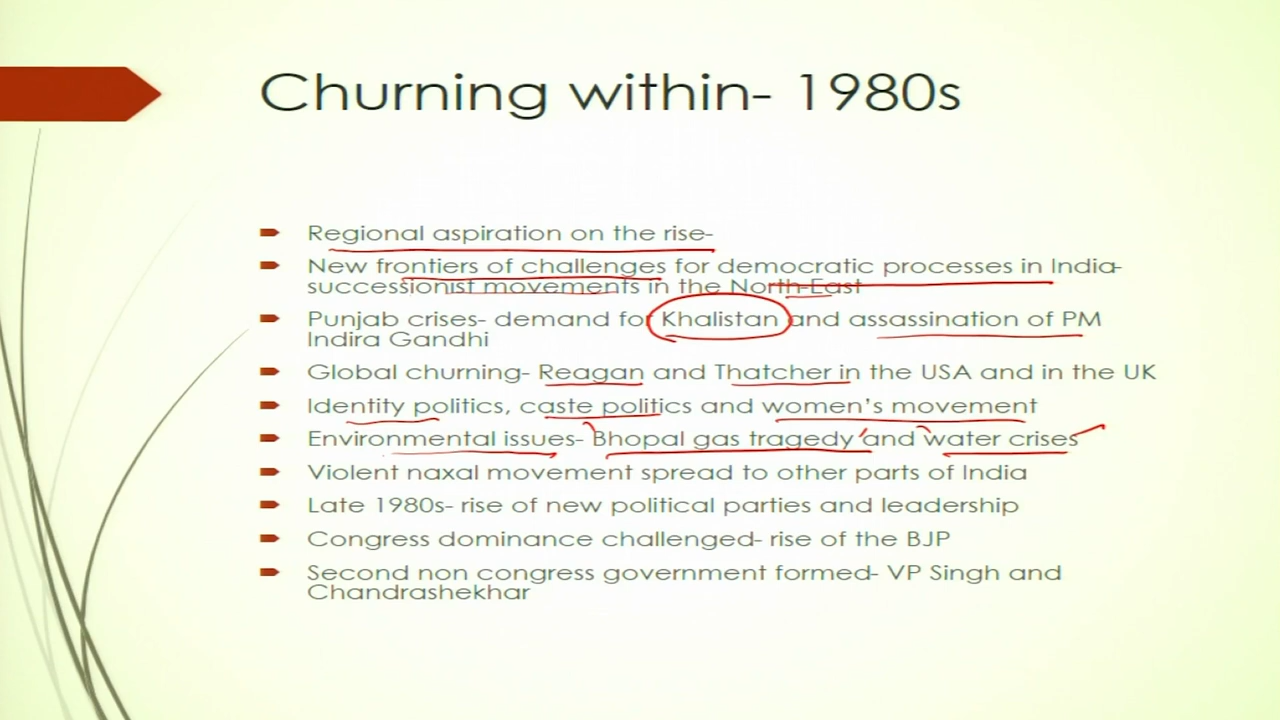 Churning within- 1980s
Regional aspiration on the rise-
New frontiers of challenges for democratic processes in India-
successionist movements in the North-East
Punjab crises- demand for Khalistan and assassination of PM
Indira Gandhi
Global churning- Reagan and Thatcher in the USA and in the UK
Identity politics, caste politics and women's movement
Environmental issues- Bhopal gas tragedy and water crises
Violent naxal movement spread to other parts of India
Late 1980s- rise of new political parties and leadership
Congress dominance challenged- rise of the BJP
Second non congress government formed- VP Singh and
Chandrashekhar